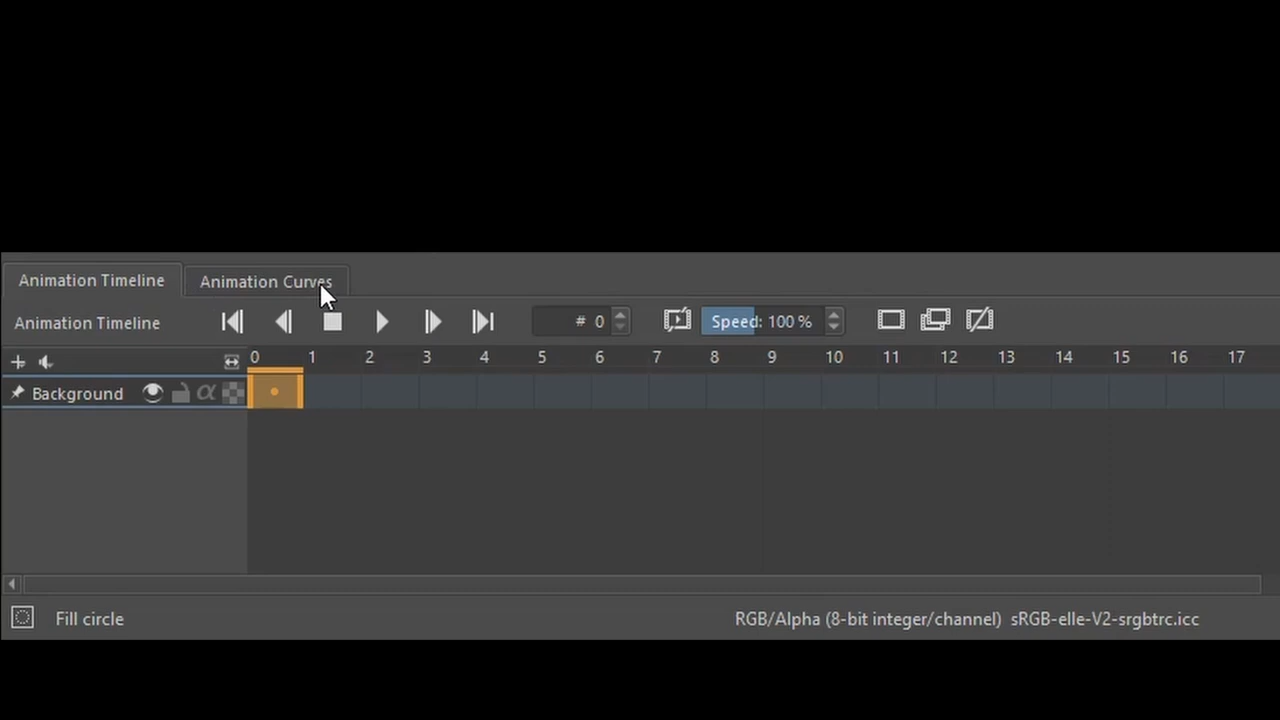 Animation Timeline Animation Curves
Animation Timeline # 0 Speed: 100 %
0 1 2 3 4 5 6 7 8 9 10 11 12 13 14 15 16 17
Background α
Fill circle RGB/Alpha (8-bit integer/channel) sRGB-elle-V2-srgbtrc.icc